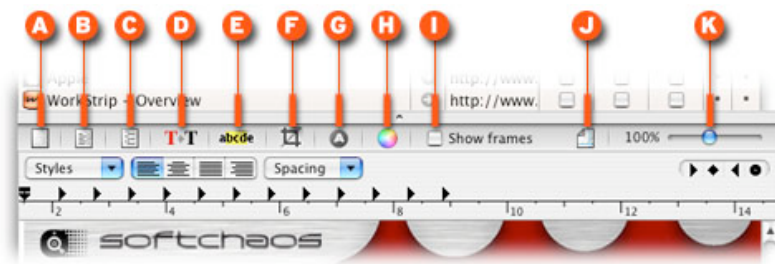 A B C D E F G H I J K
Apple http://www.
WorkStrip - Overview http://www.
T T abcde A Show frames 100%
Styles Spacing
2 4 6 8 10 12 14
softchaos